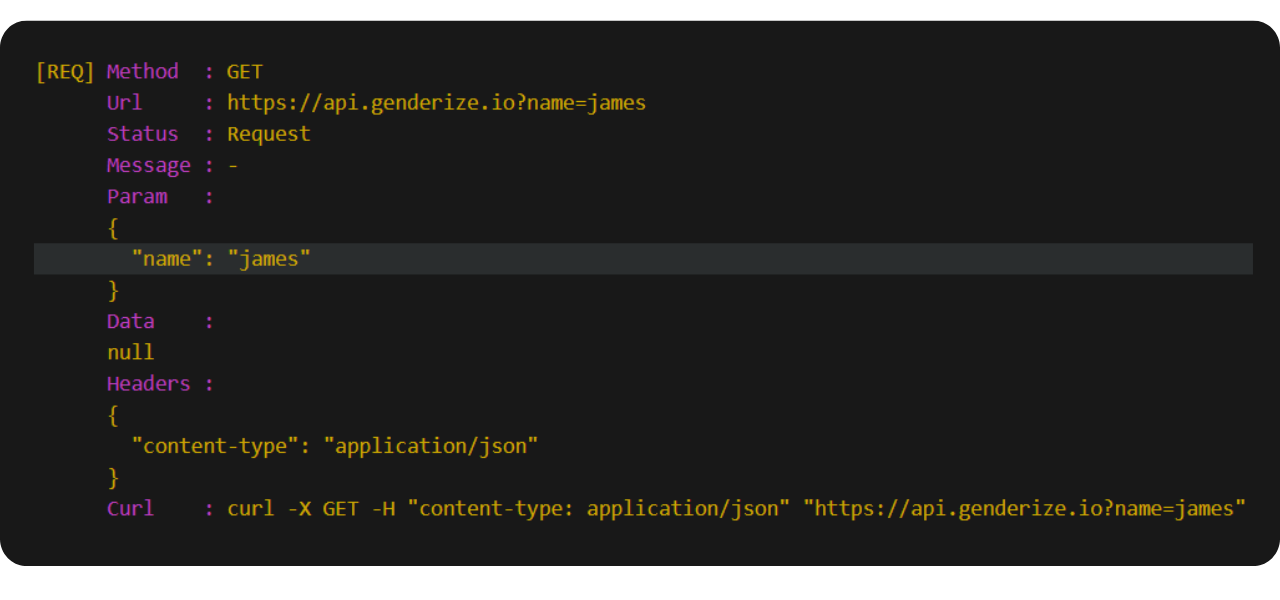 [REQ] Method  : GET
      Url     : https://api.genderize.io?name=james
      Status  : Request
      Message : -
      Param   :
      {
        "name": "james"
      }
      Data    :
      null
      Headers :
      {
        "content-type": "application/json"
      }
      Curl    : curl -X GET -H "content-type: application/json" "https://api.genderize.io?name=james"